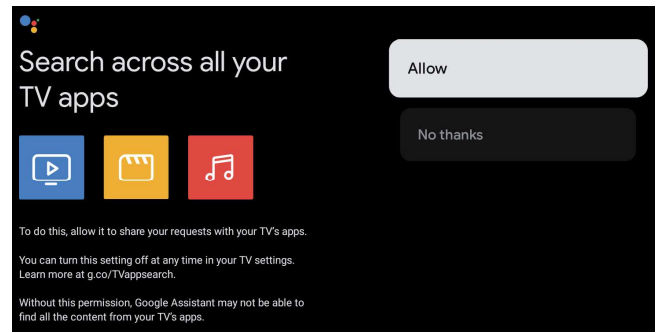 Search across all your
TV apps
To do this, allow it to share your requests with your TV's apps.
You can turn this setting off at any time in your TV settings.
Learn more at g.co/TVappsearch.
Without this permission, Google Assistant may not be able to
find all the content from your TV's apps.
Allow
No thanks